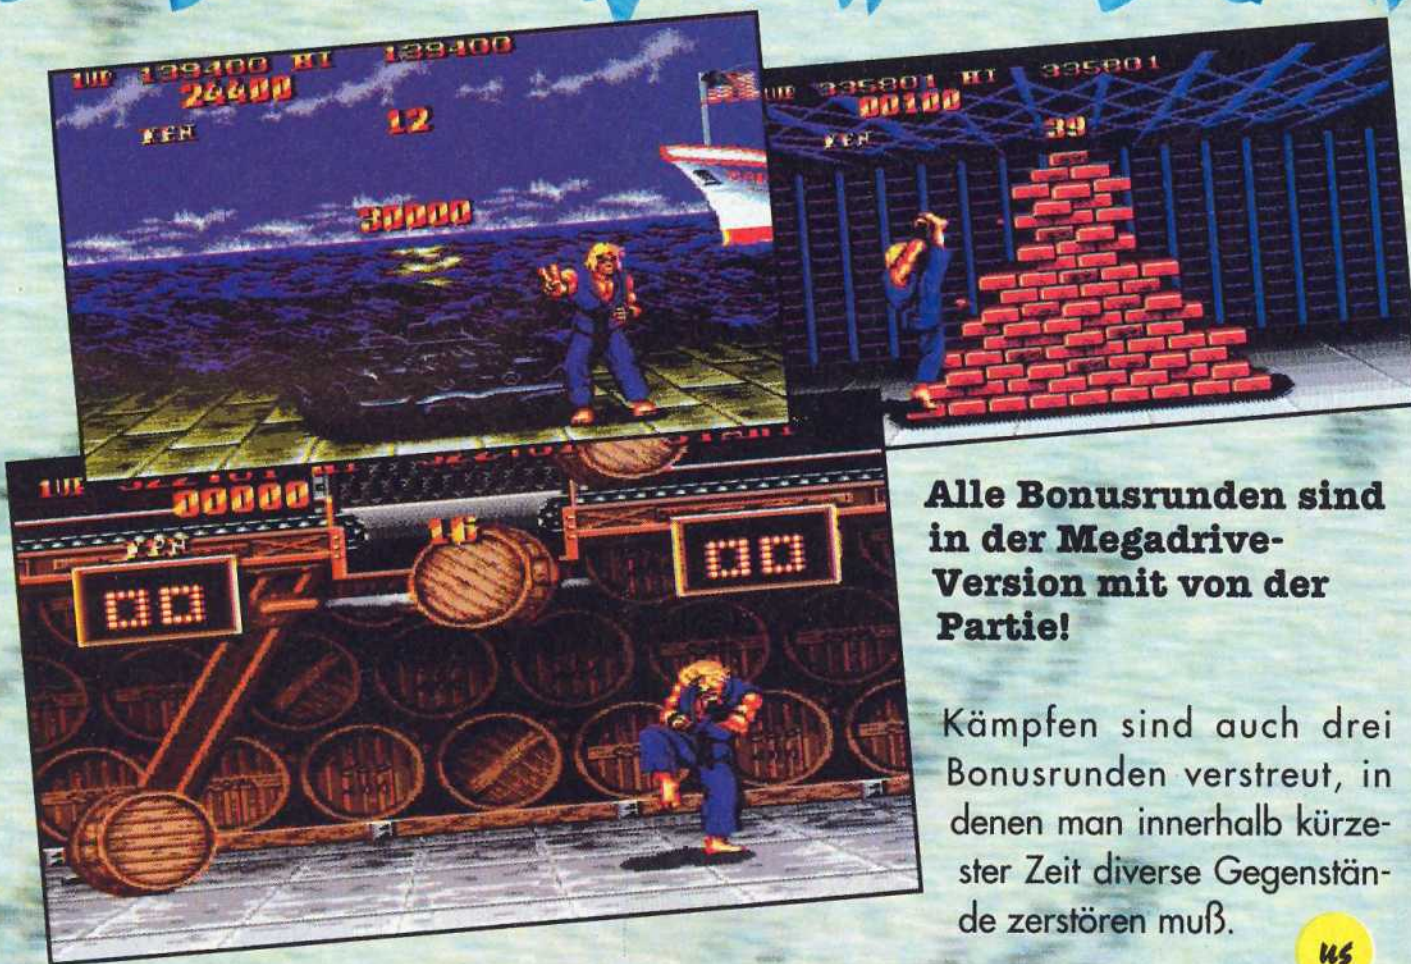 1UP 139400 HI 139400
24400
KEN
12
30000
1UP 335801 HI 335801
00100
KEN
39
1UP
00000
KEN
16
00
00
Alle Bonusrunden sind
in der Megadrive-
Version mit von der
Partie!
Kämpfen sind auch drei
Bonusrunden verstreut, in
denen man innerhalb kürze-
ster Zeit diverse Gegenstän-
de zerstören muß.
us